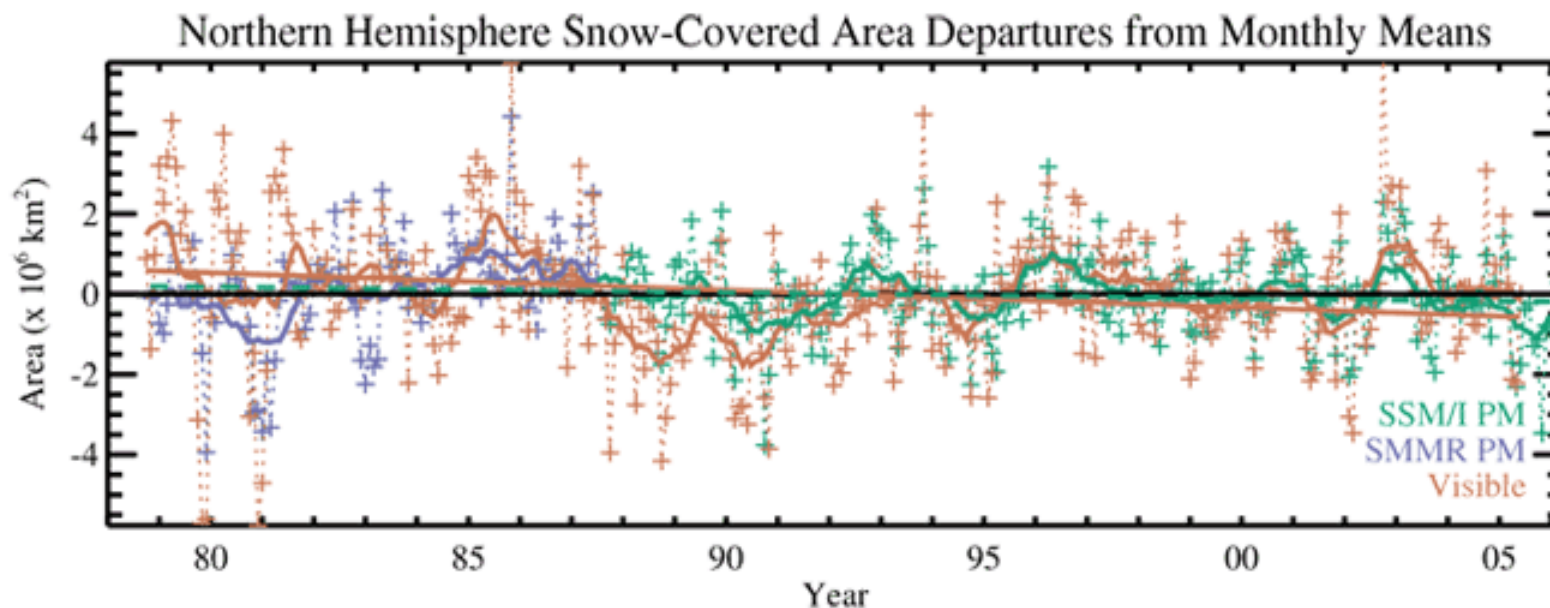 Northern Hemisphere Snow-Covered Area Departures from Monthly Means
Area (x 10⁶ km²)
4
2
0
-2
-4
SSM/I PM
SMMR PM
Visible
80 85 90 95 00 05
Year